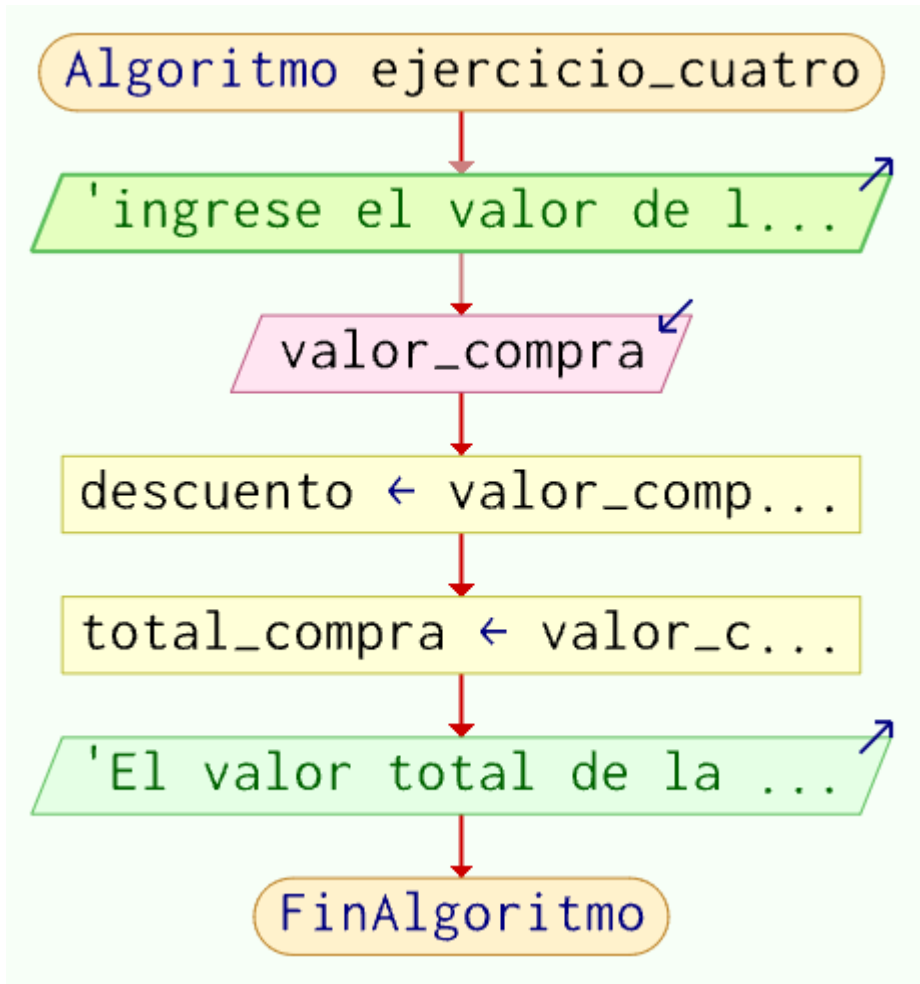 Algoritmo ejercicio_cuatro
'ingrese el valor de l...
valor_compra
descuento ← valor_comp...
total_compra ← valor_c...
'El valor total de la ...
FinAlgoritmo